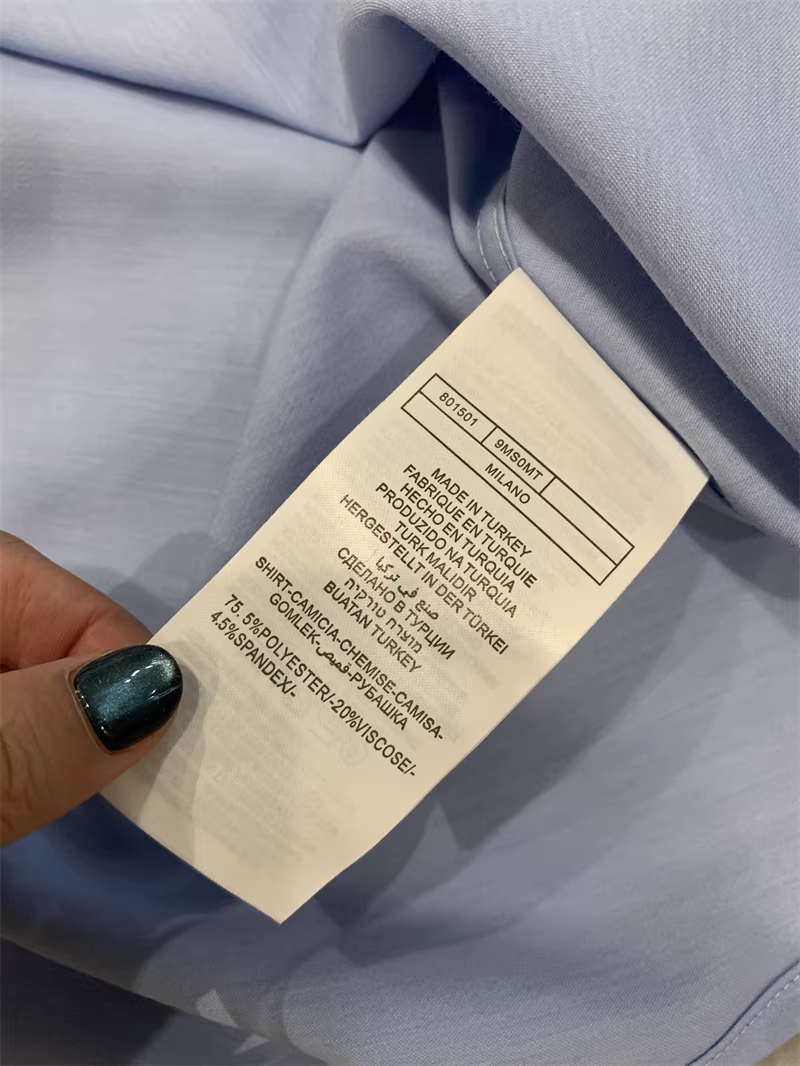 801501 9MS0MT
MILANO
MADE IN TURKEY
FABRIQUE EN TURQUIE
HECHO EN TURQUIA
PRODUZIDO NA TURQUIA
TURK MALIDIR
HERGESTELLT IN DER TÜRKEI
صنع في تركيا
СДЕЛАНО В ТУРЦИИ
מוצרת טורקיה
BUATAN TURKEY
SHIRT-CAMICIA-CHEMISE-CAMISA-
GOMLEK-قميص-РУБАШКА
75.5%POLYESTER/-20%VISCOSE/-
4.5%SPANDEX/-